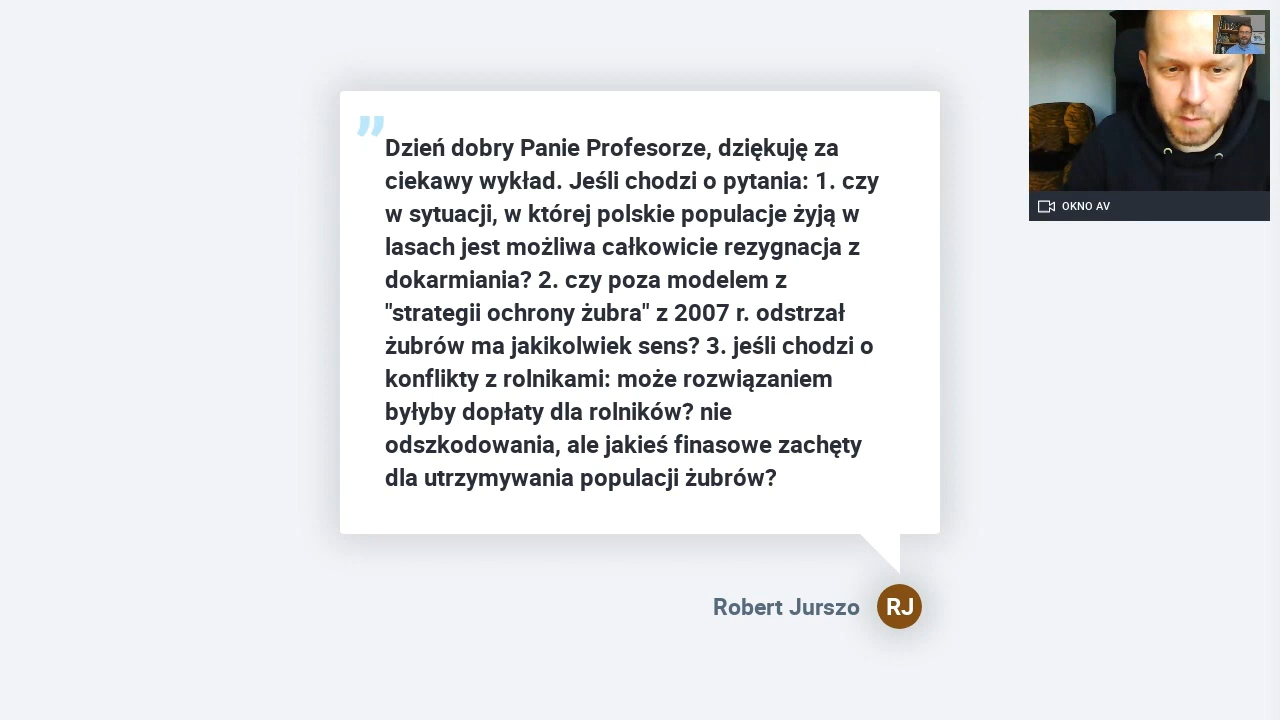 ”
Dzień dobry Panie Profesorze, dziękuję za
ciekawy wykład. Jeśli chodzi o pytania: 1. czy
w sytuacji, w której polskie populacje żyją w
lasach jest możliwa całkowicie rezygnacja z
dokarmiania? 2. czy poza modelem z
"strategii ochrony żubra" z 2007 r. odstrzał
żubrów ma jakikolwiek sens? 3. jeśli chodzi o
konflikty z rolnikami: może rozwiązaniem
byłyby dopłaty dla rolników? nie
odszkodowania, ale jakieś finasowe zachęty
dla utrzymywania populacji żubrów?
Robert Jurszo
RJ
OKNO AV